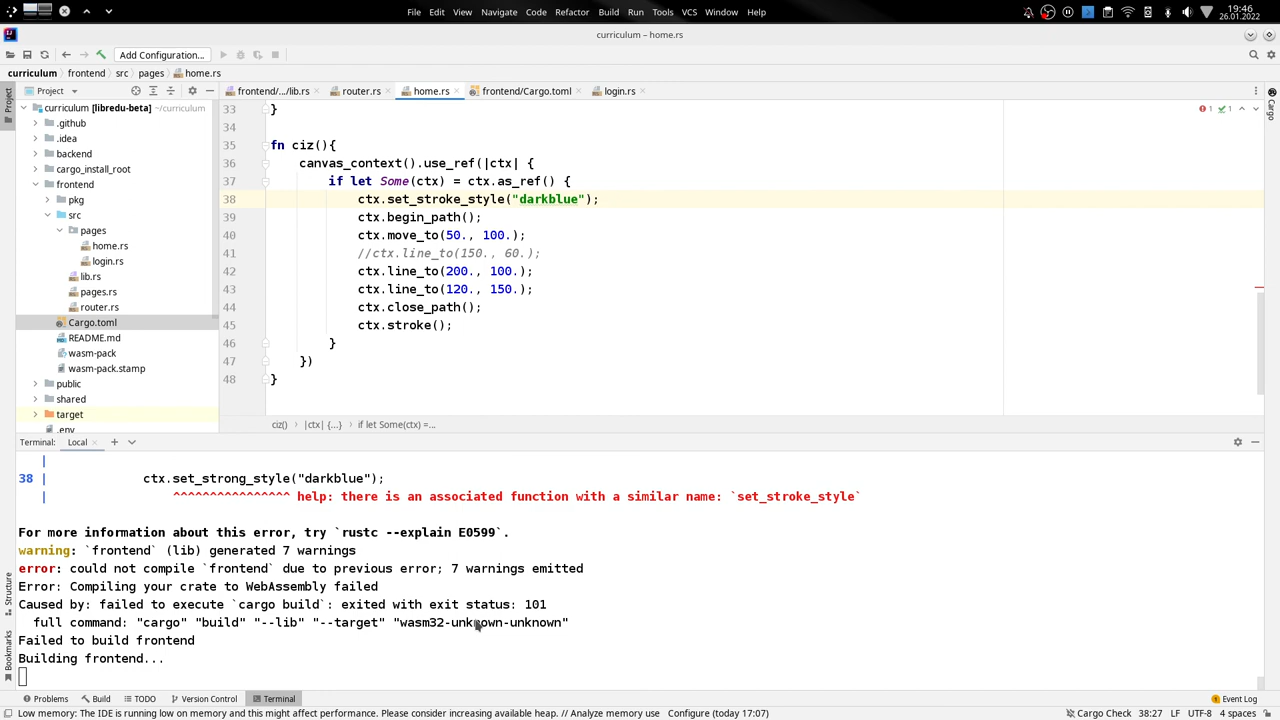 File Edit View Navigate Code Refactor Build Run Tools VCS Window Help
19:46
26.01.2022
curriculum – home.rs
Add Configuration...
curriculum frontend src pages home.rs
Project
frontend/.../lib.rs router.rs home.rs frontend/Cargo.toml login.rs
curriculum [libredu-beta] ~/curriculum
.github
.idea
backend
cargo_install_root
frontend
pkg
src
pages
home.rs
login.rs
lib.rs
pages.rs
router.rs
Cargo.toml
README.md
wasm-pack
wasm-pack.stamp
public
shared
target
.env
Project
Cargo
1 1
33 }
34
35 fn ciz(){
36 canvas_context().use_ref(|ctx| {
37 if let Some(ctx) = ctx.as_ref() {
38 ctx.set_stroke_style("darkblue");
39 ctx.begin_path();
40 ctx.move_to(50., 100.);
41 //ctx.line_to(150., 60.);
42 ctx.line_to(200., 100.);
43 ctx.line_to(120., 150.);
44 ctx.close_path();
45 ctx.stroke();
46 }
47 })
48 }
ciz() |ctx| {...} if let Some(ctx) =...
Terminal: Local
|
38 | ctx.set_strong_style("darkblue");
| ^^^^^^^^^^^^^^^^ help: there is an associated function with a similar name: `set_stroke_style`
For more information about this error, try `rustc --explain E0599`.
warning: `frontend` (lib) generated 7 warnings
error: could not compile `frontend` due to previous error; 7 warnings emitted
Error: Compiling your crate to WebAssembly failed
Caused by: failed to execute `cargo build`: exited with exit status: 101
full command: "cargo" "build" "--lib" "--target" "wasm32-unknown-unknown"
Failed to build frontend
Building frontend...
Structure
Bookmarks
Problems Build TODO Version Control Terminal Event Log
Low memory: The IDE is running low on memory and this might affect performance. Please consider increasing available heap. // Analyze memory use Configure (today 17:07) Cargo Check 38:27 LF UTF-8 4 spaces